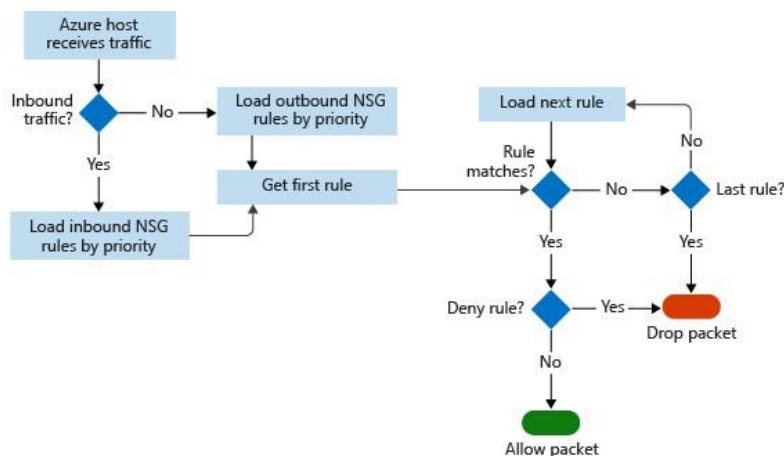 Azure host
receives traffic
Inbound
traffic?
No
Load outbound NSG
rules by priority
Yes
Get first rule
Load inbound NSG
rules by priority
Load next rule
No
Rule
matches?
No
Last rule?
Yes
Yes
Deny rule?
Yes
Drop packet
No
Allow packet